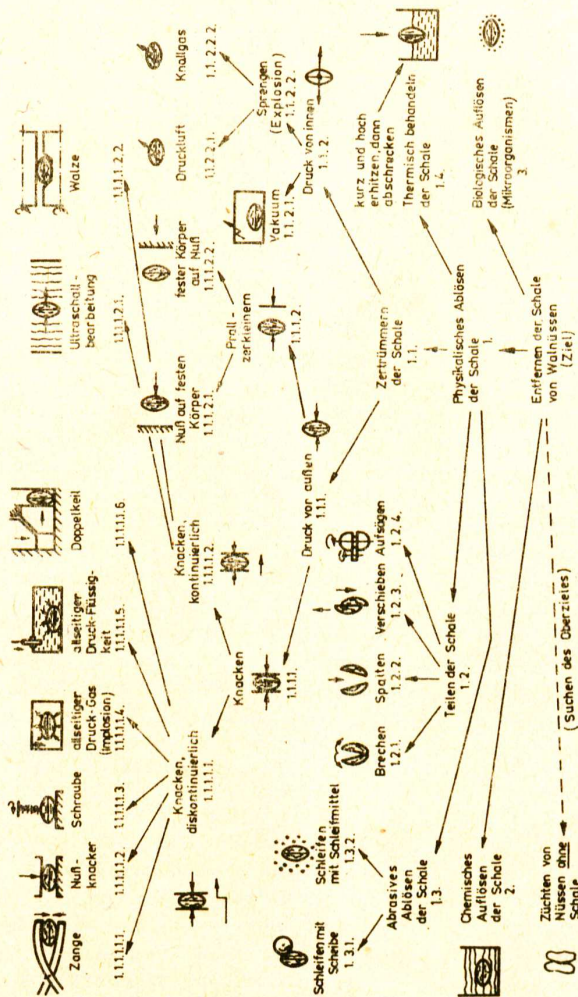 Zange
1.1.1.1.1.1.
Nuß-
knacker
1.1.1.1.1.2.
Schraube
1.1.1.1.1.3.
allseitiger
Druck-Gas
(Implosion)
1.1.1.1.1.4.
allseitiger
Druck-Flüssig-
keit
1.1.1.1.1.5.
Doppelkeil
1.1.1.1.1.6.
Ultraschall-
bearbeitung
1.1.1.1.2.1.
Walze
1.1.1.1.2.2.
Knacken,
diskontinuierlich
1.1.1.1.1.
Knacken,
kontinuierlich
1.1.1.1.2.
Nuß auf festen
Körper
1.1.1.2.1.
fester Körper
auf Nuß
1.1.1.2.2.
Druckluft
1.1.2.2.1.
Knallgas
1.1.2.2.2.
Knacken
1.1.1.1.
Prall-
zerkleinern
1.1.1.2.
Vakuum
1.1.2.1.
Sprengen
(Explosion)
1.1.2.2.
Druck von außen
1.1.1.
Druck von innen
1.1.2.
Schleifen mit
Scheibe
1.3.1.
Schleifen
mit Schleifmittel
1.3.2.
Brechen
1.2.1.
Spalten
1.2.2.
Verschieben
1.2.3.
Aufsägen
1.2.4.
Zertrümmern
der Schale
1.1.
kurz und hoch
erhitzen, dann
abschrecken
Thermisch behandeln
der Schale
1.4.
Abrasives
Ablösen
der Schale
1.3.
Teilen der Schale
1.2.
Physikalisches Ablösen
der Schale
1.
Chemisches
Auflösen
der Schale
2.
Biologisches Auflösen
der Schale
(Mikroorganismen)
3.
Entfernen der Schale
von Walnüssen
(Ziel)
Züchten von
Nüssen ohne
Schale
(Suchen des Oberzieles)